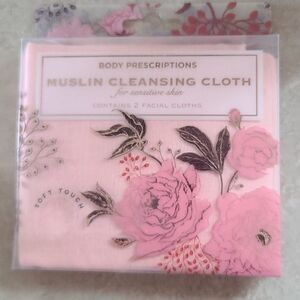 BODY PRESCRIPTIONS
MUSLIN CLEANSING CLOTH
for sensitive skin
CONTAINS 2 FACIAL CLOTHS
SOFT TOUCH